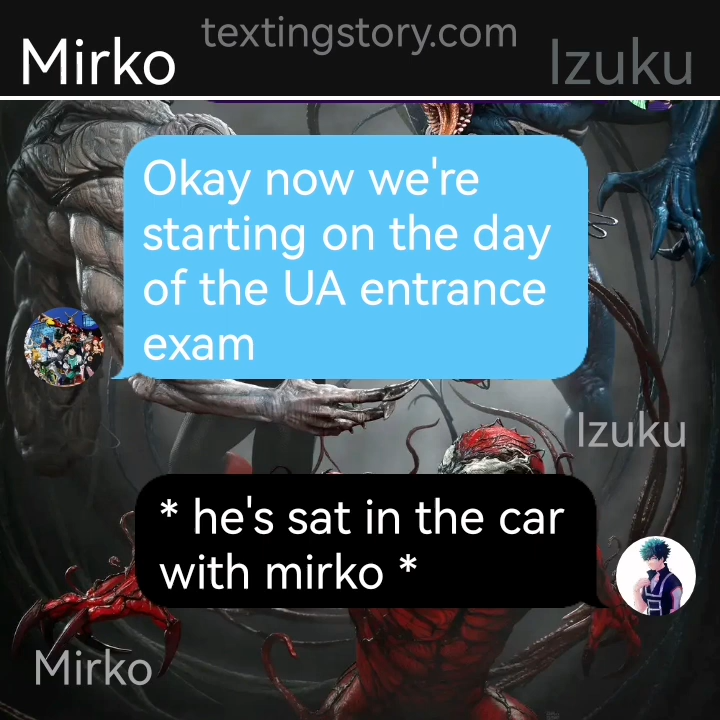 textingstory.com
Mirko
Izuku
Okay now we're
starting on the day
of the UA entrance
exam
Izuku
* he's sat in the car
with mirko *
Mirko